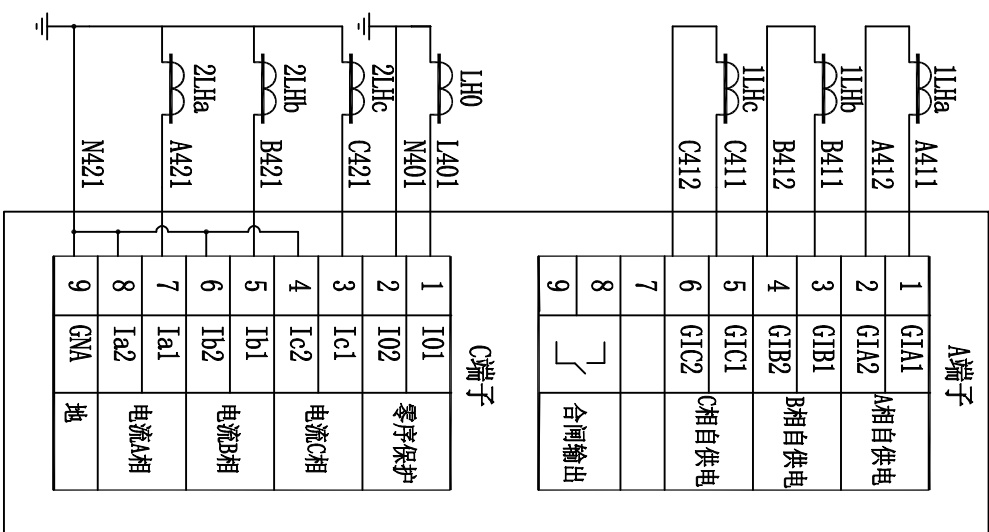 A端子
1LHa
A411
A412
1LHb
B411
B412
1LHc
C411
C412
1 GIA1 A相自供电
2 GIA2
3 GIB1 B相自供电
4 GIB2
5 GIC1 C相自供电
6 GIC2
7
8 合闸输出
9
C端子
LH0
L401
N401
2LHc
C421
2LHb
B421
2LHa
A421
N421
1 I01 零序保护
2 I02
3 Ic1 电流C相
4 Ic2
5 Ib1 电流B相
6 Ib2
7 Ia1 电流A相
8 Ia2
9 GNA 地